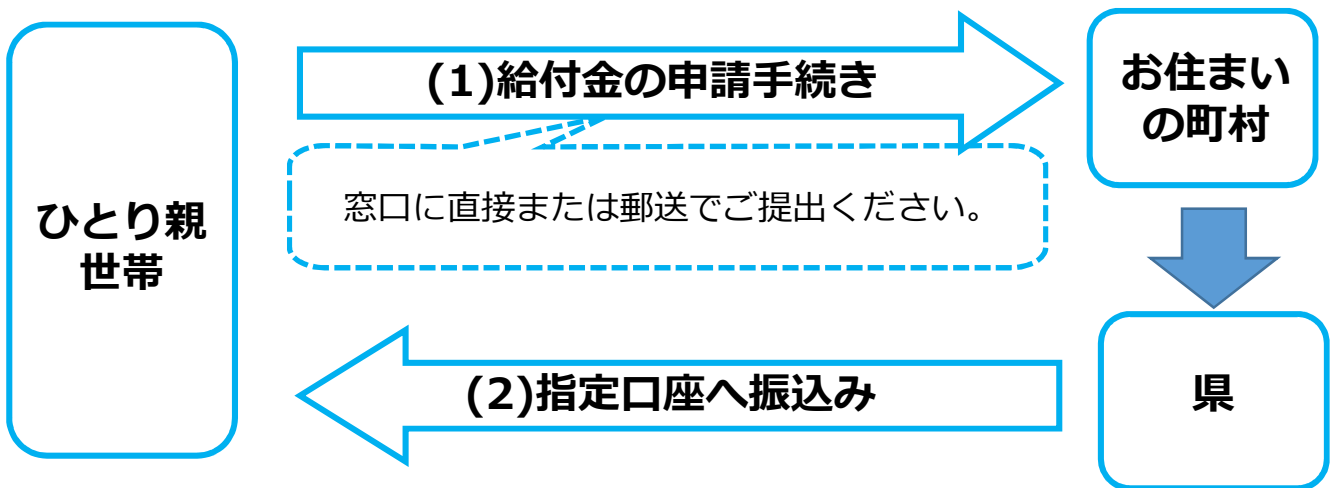 (1)給付金の申請手続き
お住まい
の町村
窓口に直接または郵送でご提出ください。
ひとり親
世帯
(2)指定口座へ振込み
県